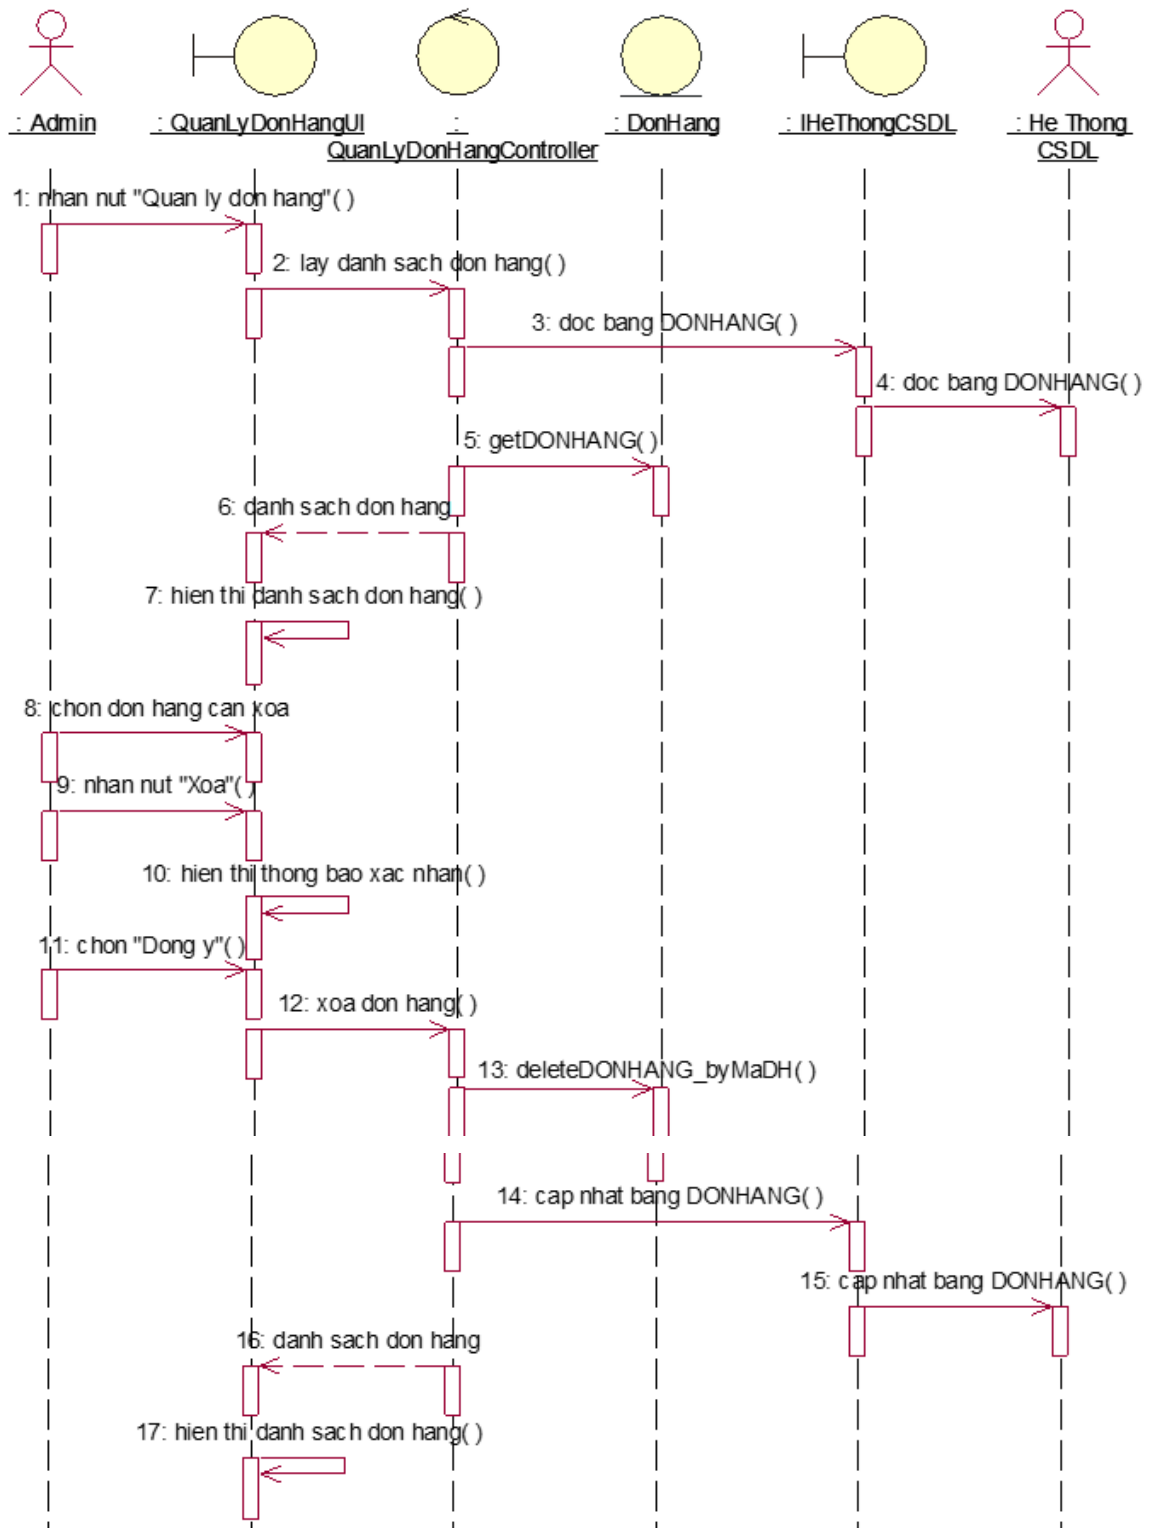 : Admin
: QuanLyDonHangUI
:
QuanLyDonHangController
: DonHang
: IHeThongCSDL
: He Thong
CSDL
1: nhan nut "Quan ly don hang"( )
2: lay danh sach don hang( )
3: doc bang DONHANG( )
4: doc bang DONHANG( )
5: getDONHANG( )
6: danh sach don hang
7: hien thi danh sach don hang( )
8: chon don hang can xoa
9: nhan nut "Xoa"( )
10: hien thi thong bao xac nhan( )
11: chon "Dong y"( )
12: xoa don hang( )
13: deleteDONHANG_byMaDH( )
14: cap nhat bang DONHANG( )
15: cap nhat bang DONHANG( )
16: danh sach don hang
17: hien thi danh sach don hang( )